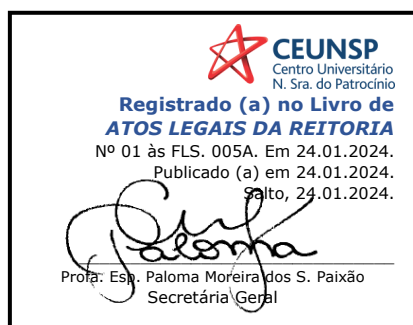 CEUNSP
Centro Universitário
N. Sra. do Patrocínio
Registrado (a) no Livro de
ATOS LEGAIS DA REITORIA
Nº 01 às FLS. 005A. Em 24.01.2024.
Publicado (a) em 24.01.2024.
Salto, 24.01.2024.
Paloma
Profa. Esp. Paloma Moreira dos S. Paixão
Secretária Geral